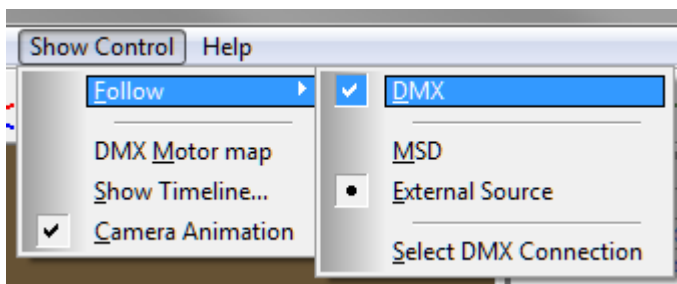 Show Control Help
Follow
DMX Motor map
Show Timeline...
Camera Animation
DMX
MSD
External Source
Select DMX Connection